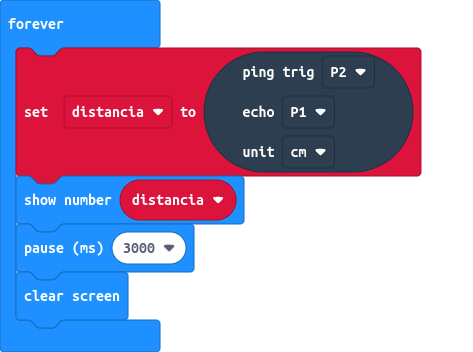 forever
ping trig P2
set distancia to echo P1
unit cm
show number distancia
pause (ms) 3000
clear screen